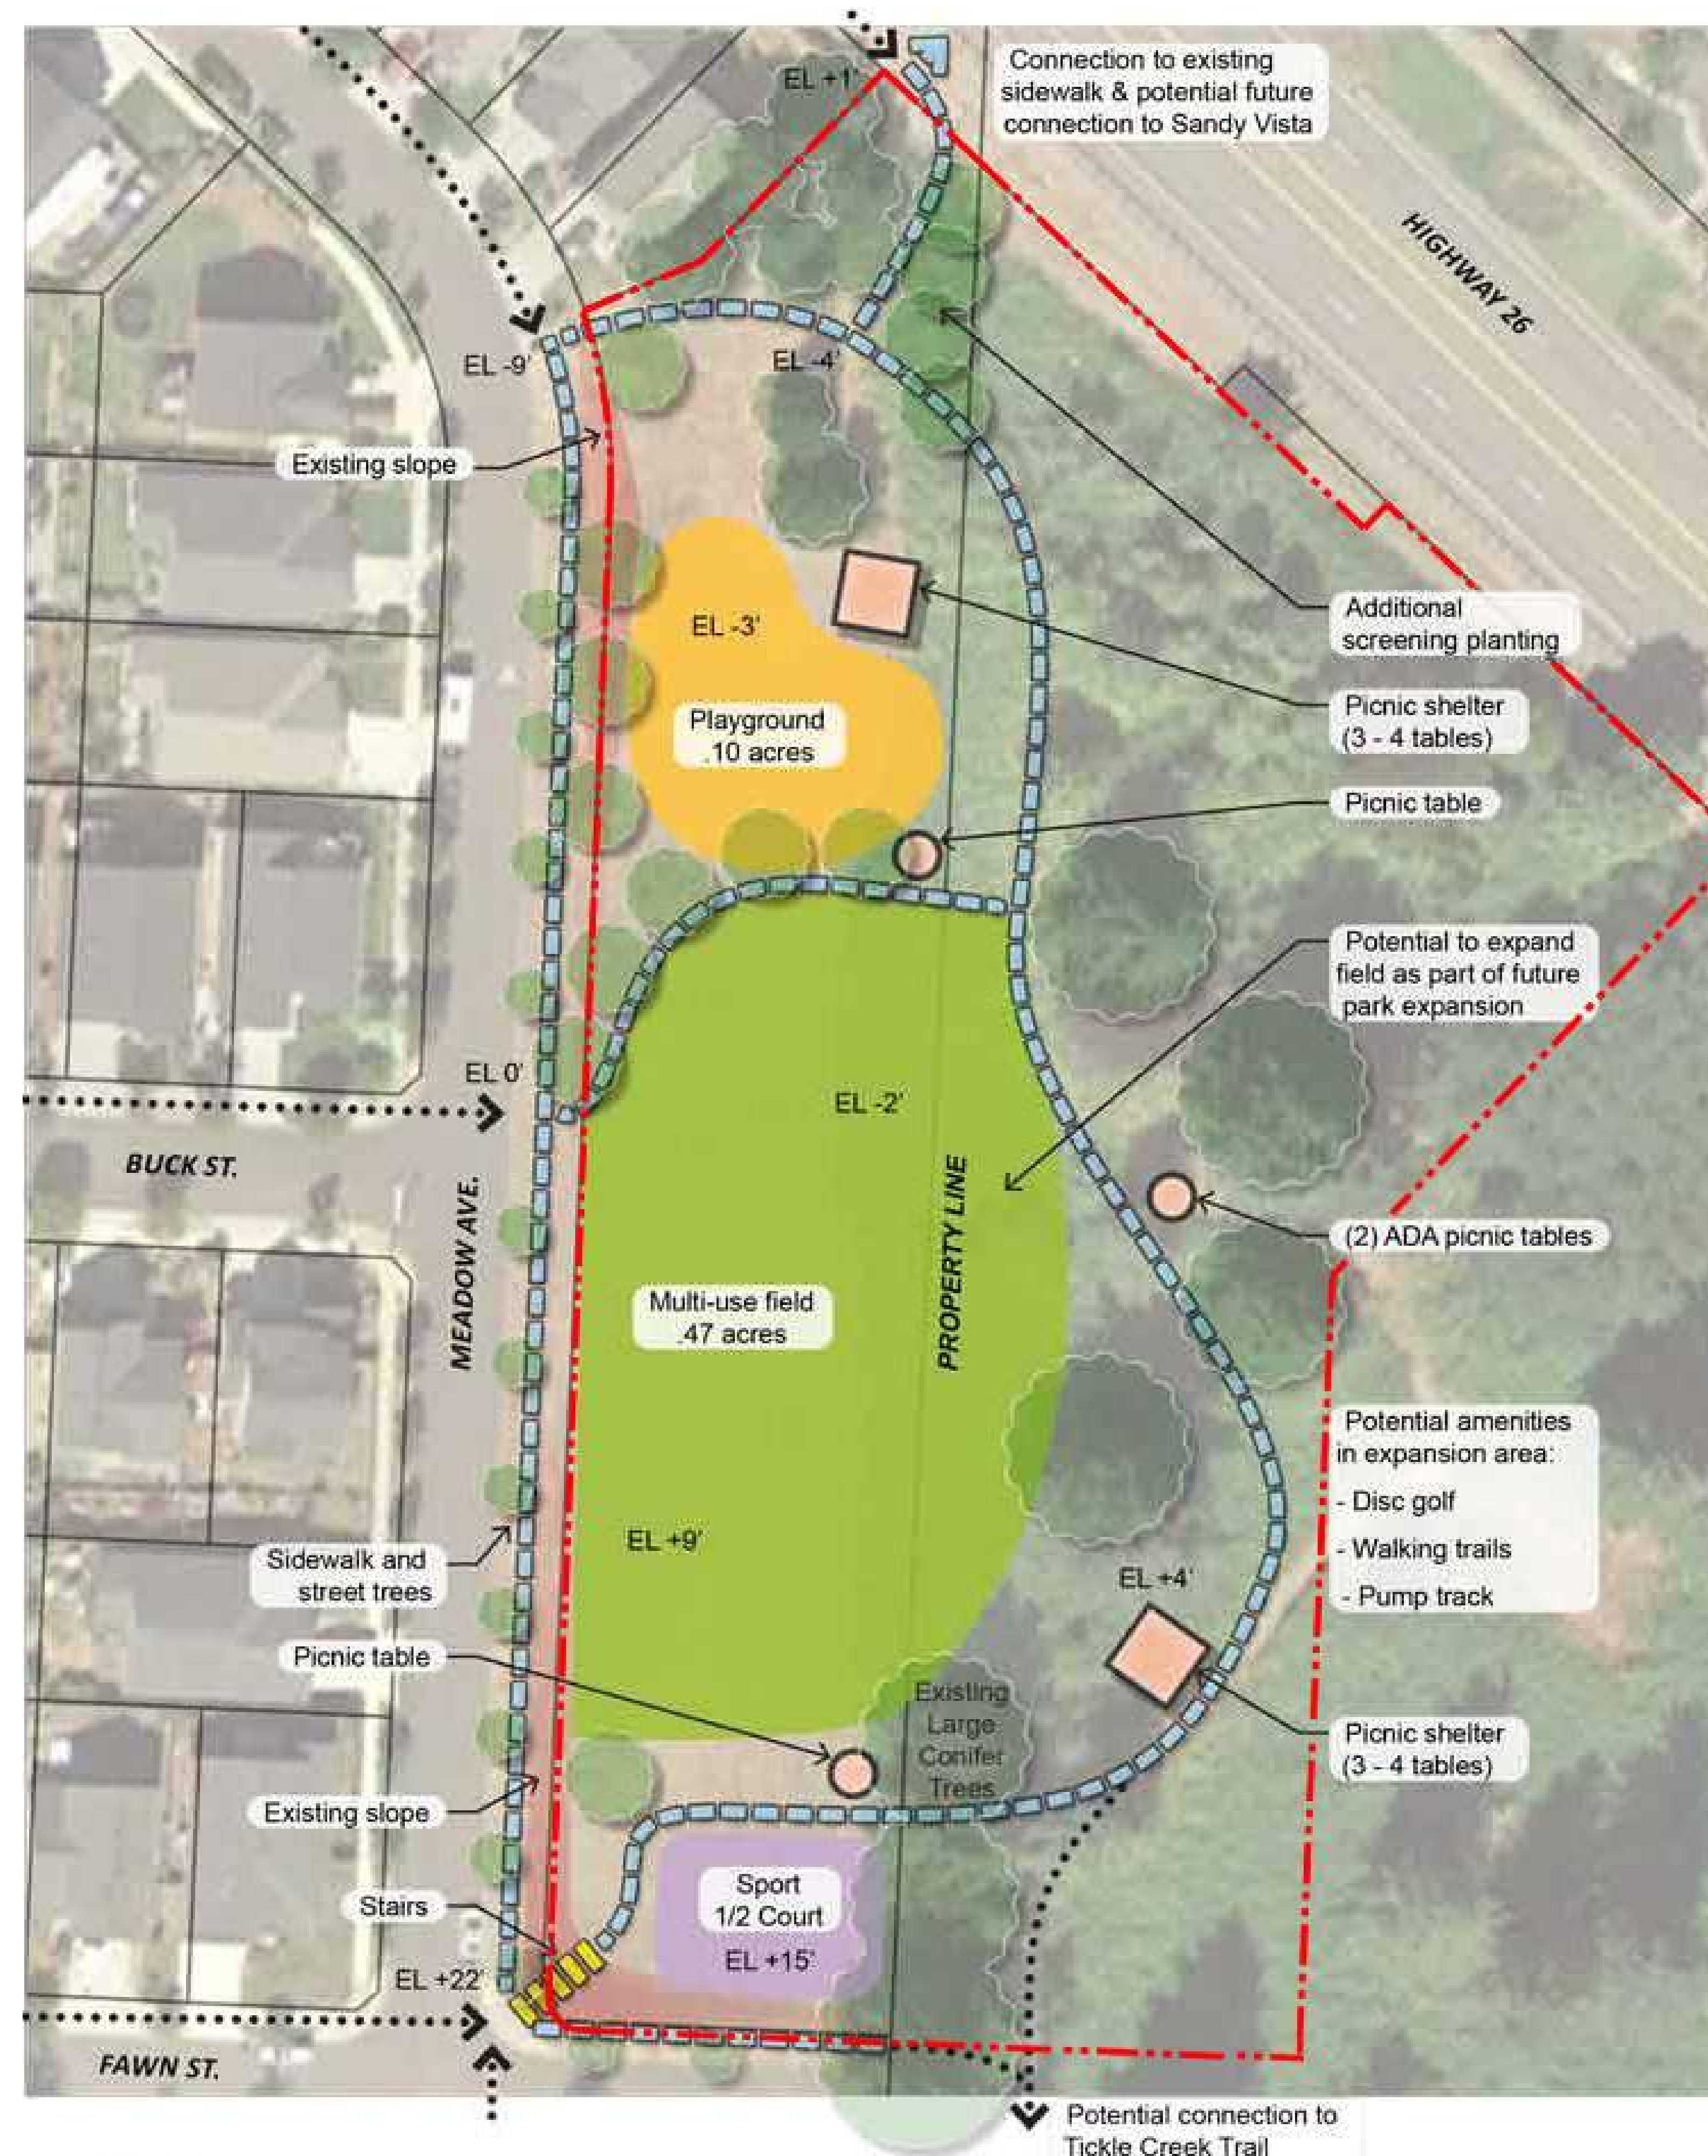 EL +1'
Connection to existing
sidewalk & potential future
connection to Sandy Vista
HIGHWAY 26
EL -9'
EL -4'
Existing slope
Additional
screening planting
EL -3'
Picnic shelter
(3 - 4 tables)
Playground
.10 acres
Picnic table
Potential to expand
field as part of future
park expansion
EL 0'
EL -2'
BUCK ST.
MEADOW AVE.
PROPERTY LINE
(2) ADA picnic tables
Multi-use field
.47 acres
Potential amenities
in expansion area:
- Disc golf
- Walking trails
- Pump track
EL +9'
Sidewalk and
street trees
EL +4'
Picnic table
Existing
Large
Conifer
Trees
Picnic shelter
(3 - 4 tables)
Existing slope
Sport
1/2 Court
EL +15'
Stairs
EL +22'
FAWN ST.
Potential connection to
Tickle Creek Trail